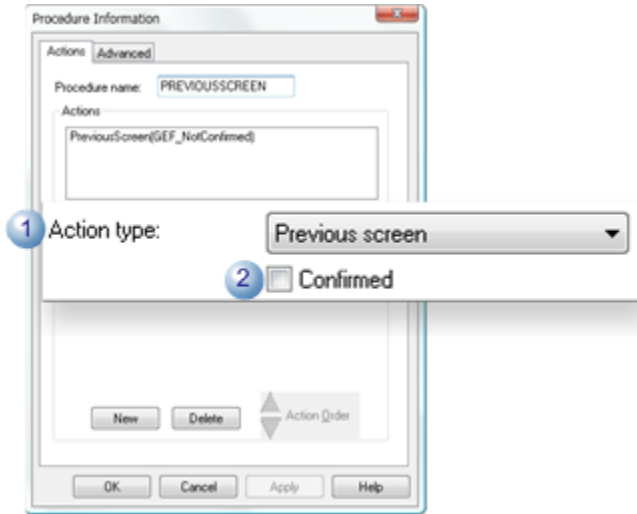 Procedure Information
Actions Advanced
Procedure name: PREVIOUSSCREEN
Actions
PreviousScreen(GEF_NotConfirmed)
1 Action type: Previous screen
2 Confirmed
New Delete Action Order
OK Cancel Apply Help